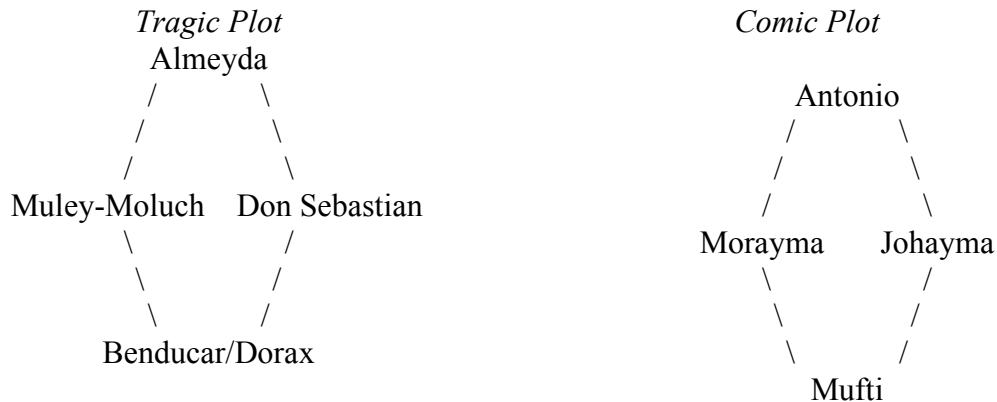 Tragic Plot
Almeyda
Muley-Moluch Don Sebastian
Benducar/Dorax
Comic Plot
Antonio
Morayma Johayma
Mufti